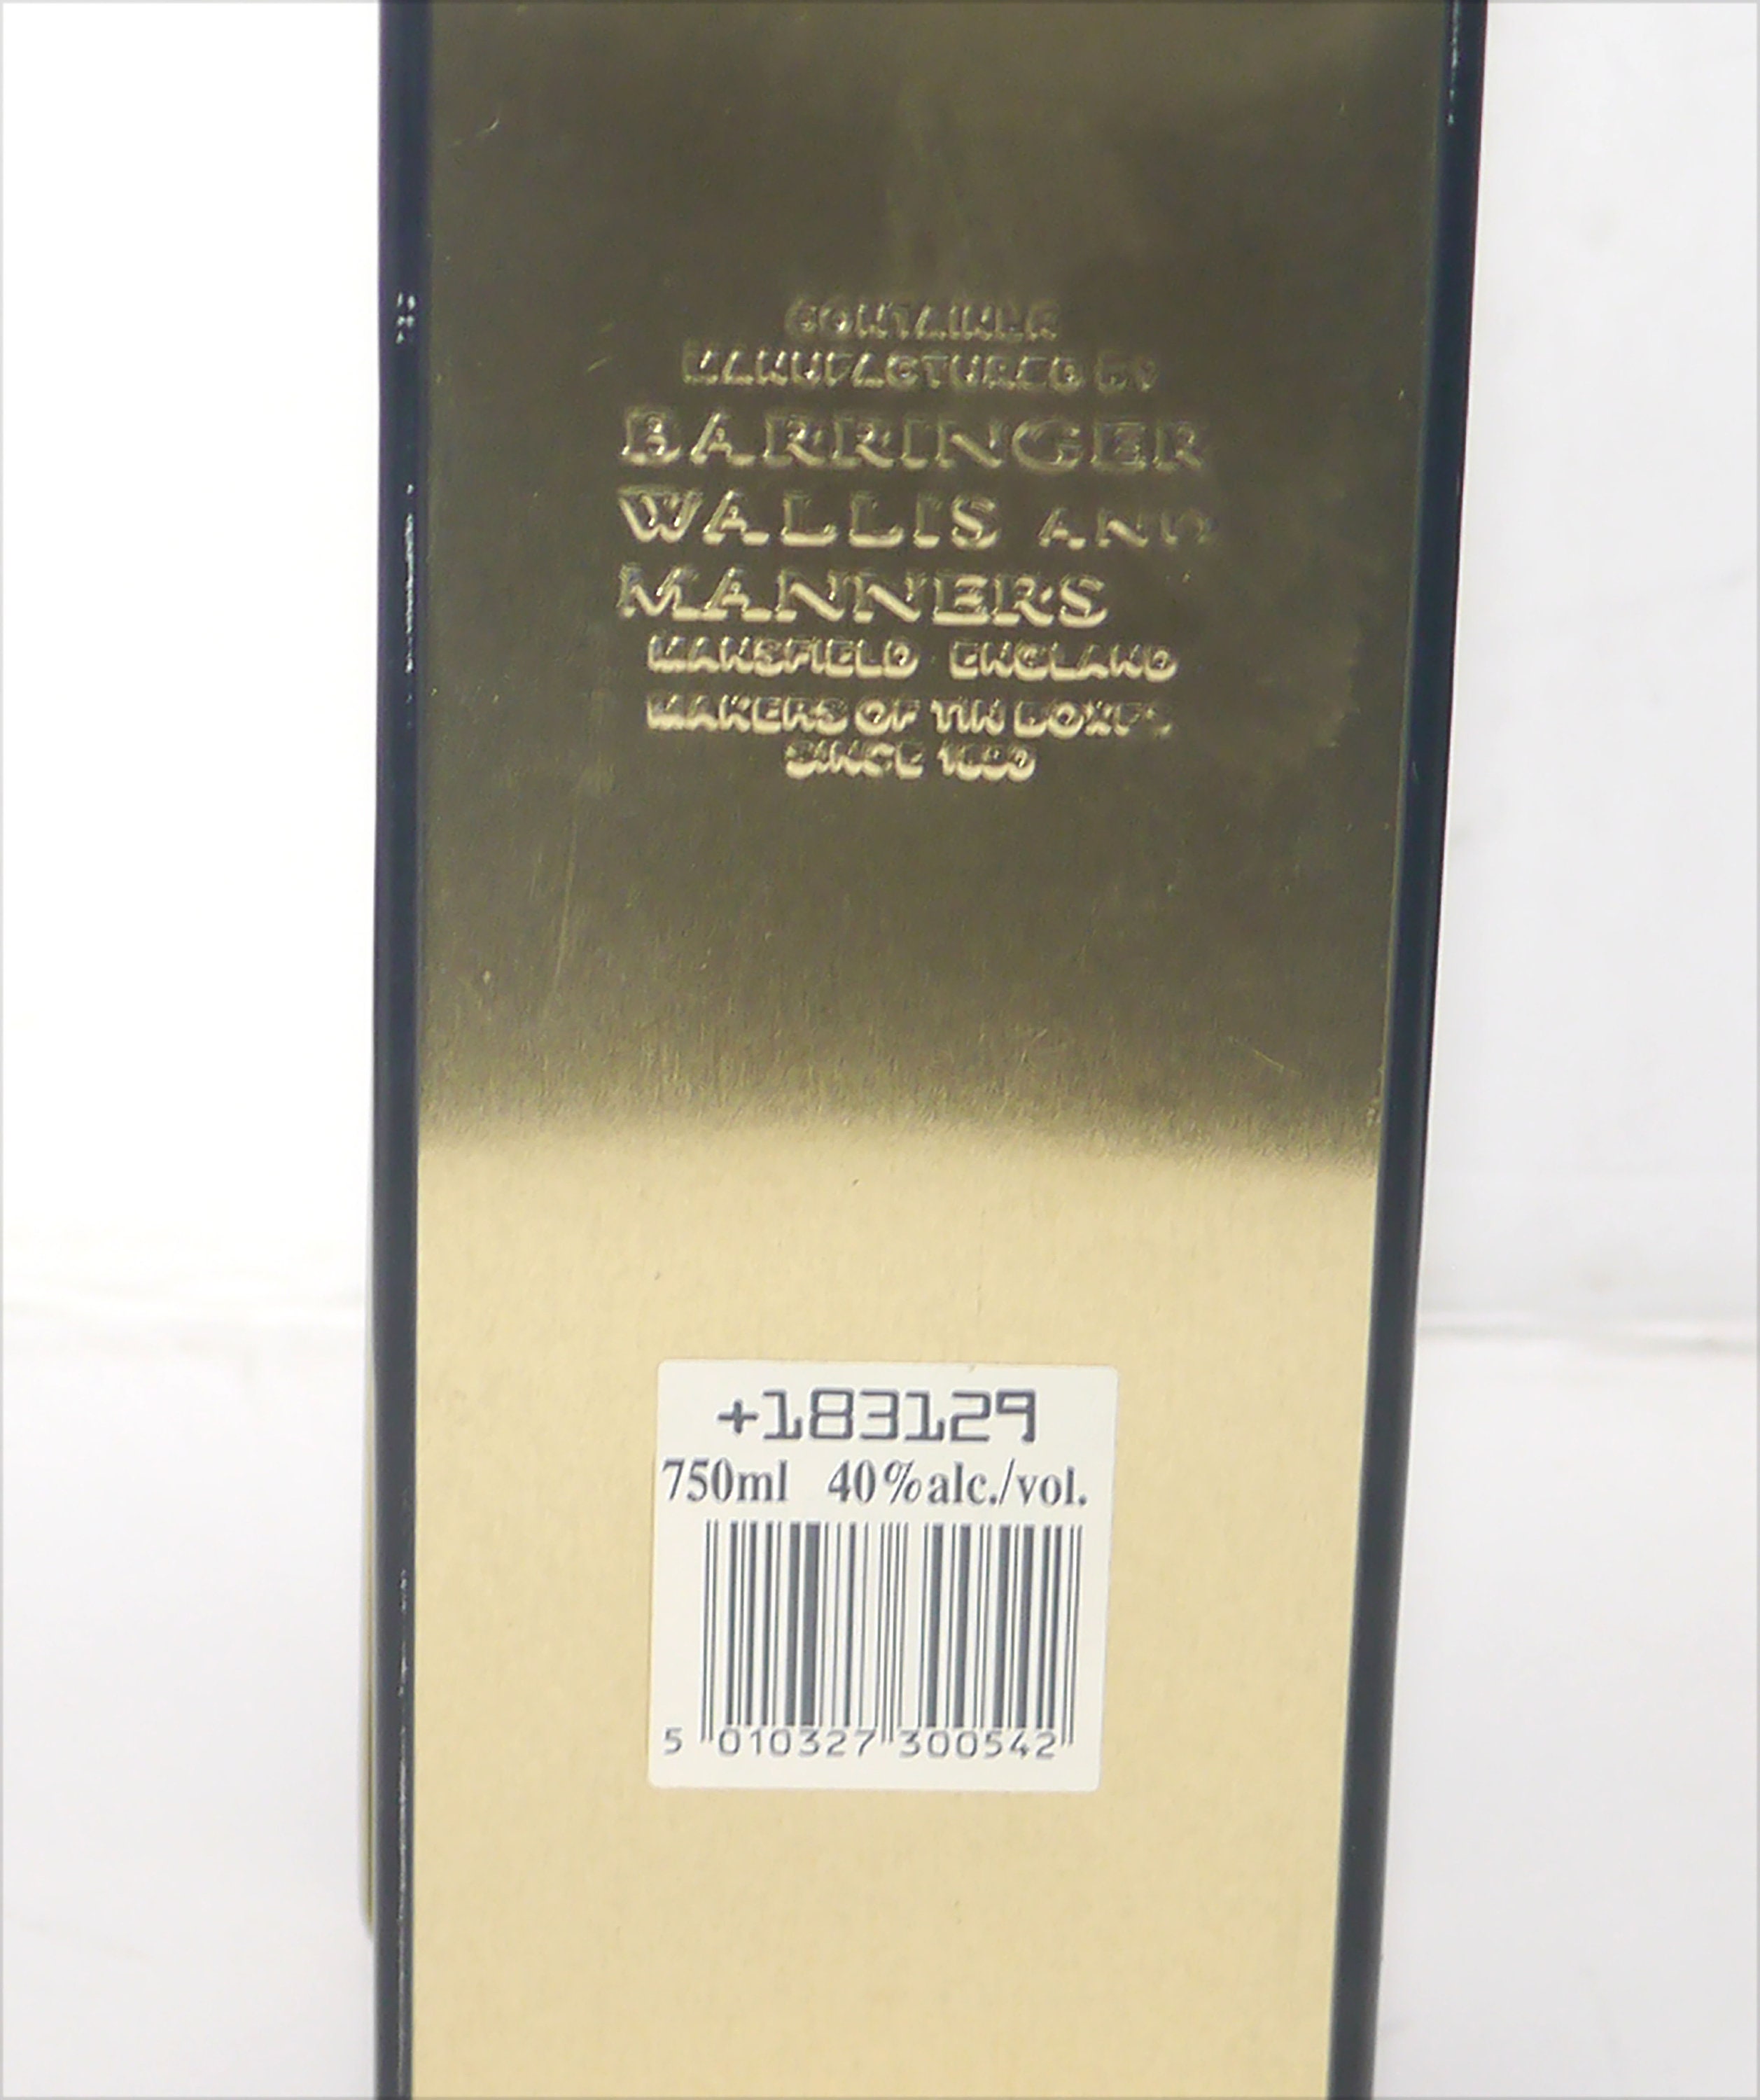 CONTAINER
MANUFACTURED BY
BARRINGER
WALLIS AND
MANNERS
MANSFIELD ENGLAND
MAKERS OF TIN BOXES
SINCE
+183129
750ml 40%alc./vol.
5 010327 300542